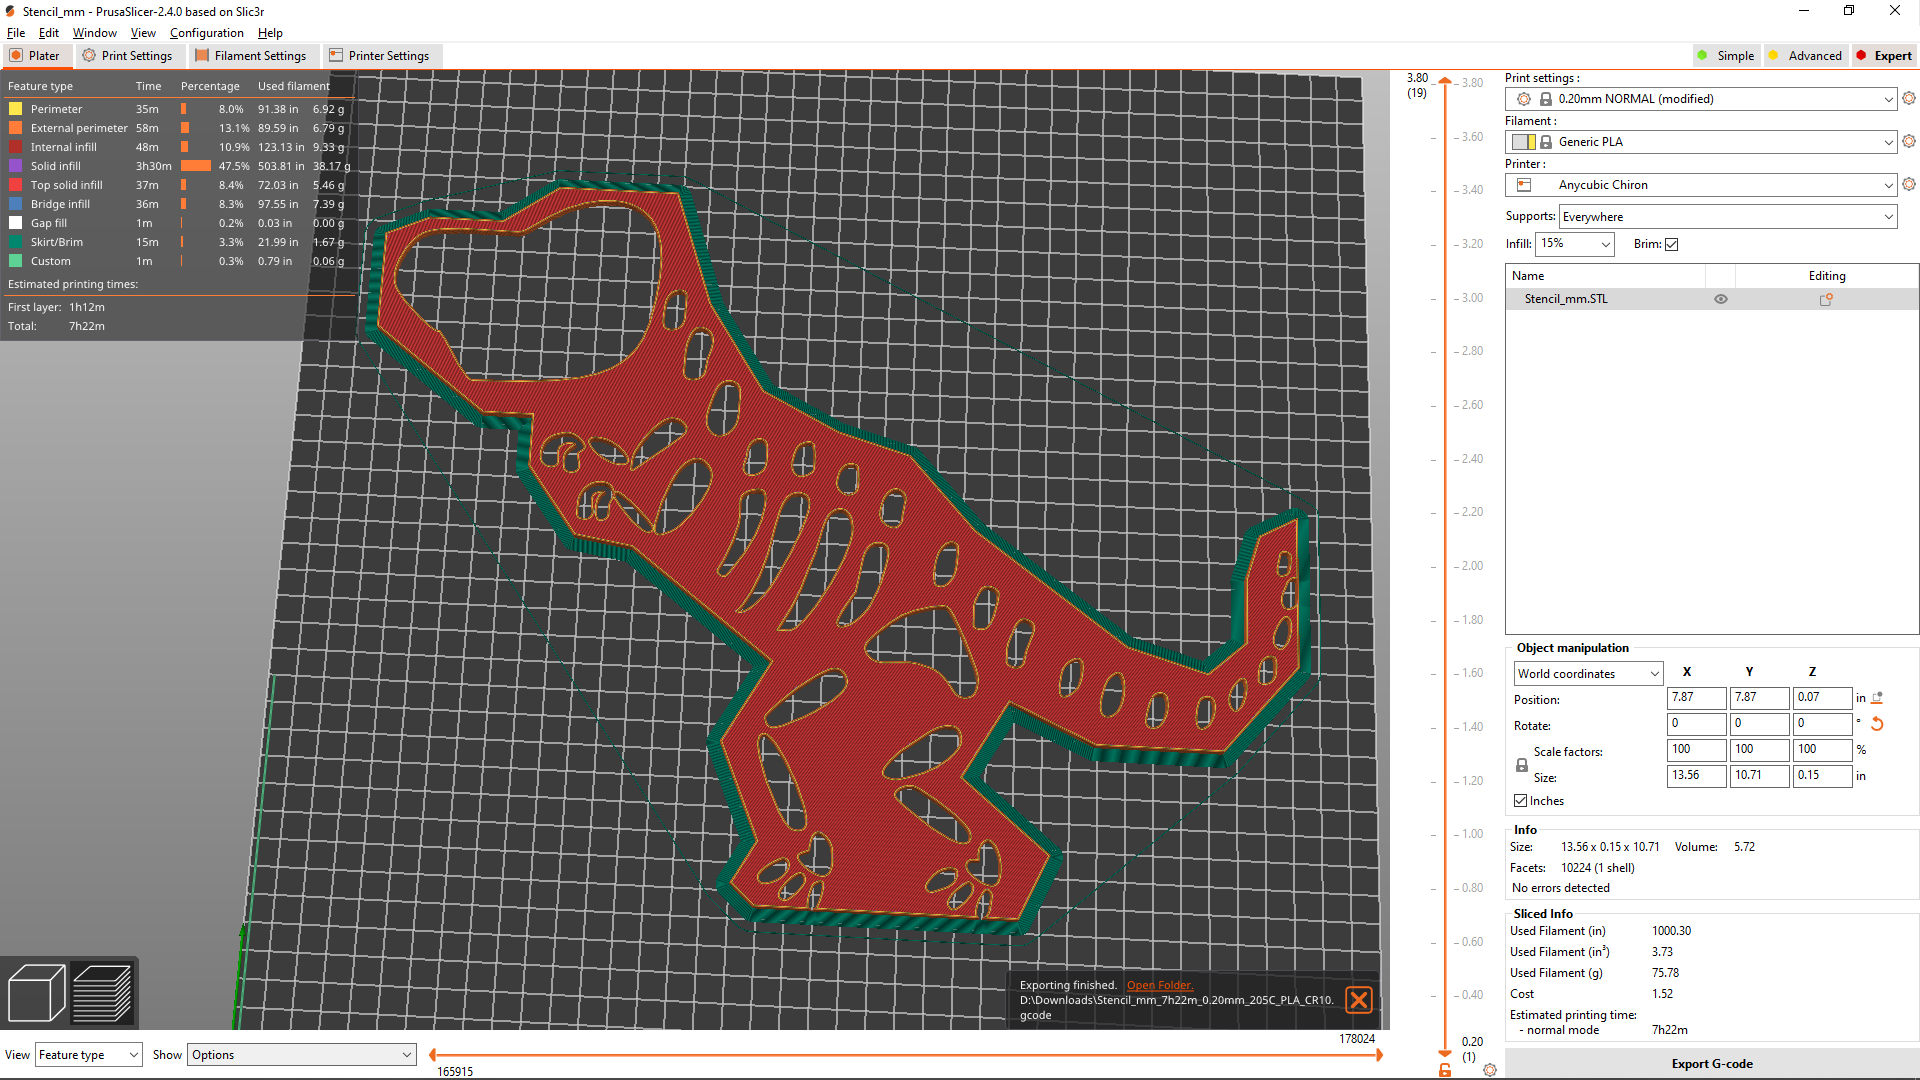 Stencil_mm - PrusaSlicer-2.4.0 based on Slic3r
File Edit Window View Configuration Help
Plater Print Settings Filament Settings Printer Settings
Simple Advanced Expert
Feature type Time Percentage Used filament
Perimeter 35m 8.0% 91.38 in 6.92 g
External perimeter 58m 13.1% 89.59 in 6.79 g
Internal infill 48m 10.9% 123.13 in 9.33 g
Solid infill 3h30m 47.5% 503.81 in 38.17 g
Top solid infill 37m 8.4% 72.03 in 5.46 g
Bridge infill 36m 8.3% 97.55 in 7.39 g
Gap fill 1m 0.2% 0.03 in 0.00 g
Skirt/Brim 15m 3.3% 21.99 in 1.67 g
Custom 1m 0.3% 0.79 in 0.06 g
Estimated printing times:
First layer: 1h12m
Total: 7h22m
3.80
(19)
3.80
3.60
3.40
3.20
3.00
2.80
2.60
2.40
2.20
2.00
1.80
1.60
1.40
1.20
1.00
0.80
0.60
0.40
0.20
(1)
Exporting finished. Open Folder.
D:\Downloads\Stencil_mm_7h22m_0.20mm_205C_PLA_CR10.
gcode
178024
View Feature type Show Options
165915
Print settings :
0.20mm NORMAL (modified)
Filament :
Generic PLA
Printer :
Anycubic Chiron
Supports: Everywhere
Infill: 15% Brim:
Name Editing
Stencil_mm.STL
Object manipulation
World coordinates X Y Z
Position: 7.87 7.87 0.07 in
Rotate: 0 0 0 °
Scale factors: 100 100 100 %
Size: 13.56 10.71 0.15 in
Inches
Info
Size: 13.56 x 0.15 x 10.71 Volume: 5.72
Facets: 10224 (1 shell)
No errors detected
Sliced Info
Used Filament (in) 1000.30
Used Filament (in³) 3.73
Used Filament (g) 75.78
Cost 1.52
Estimated printing time:
- normal mode 7h22m
Export G-code